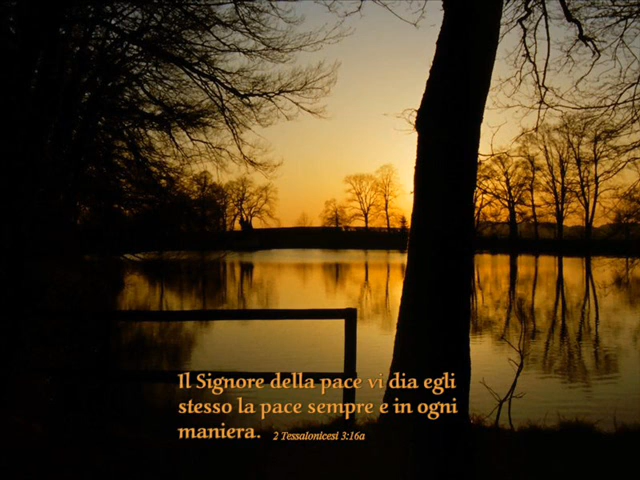 Il Signore della pace vi dia egli
stesso la pace sempre e in ogni
maniera. 2 Tessalonicesi 3:16a